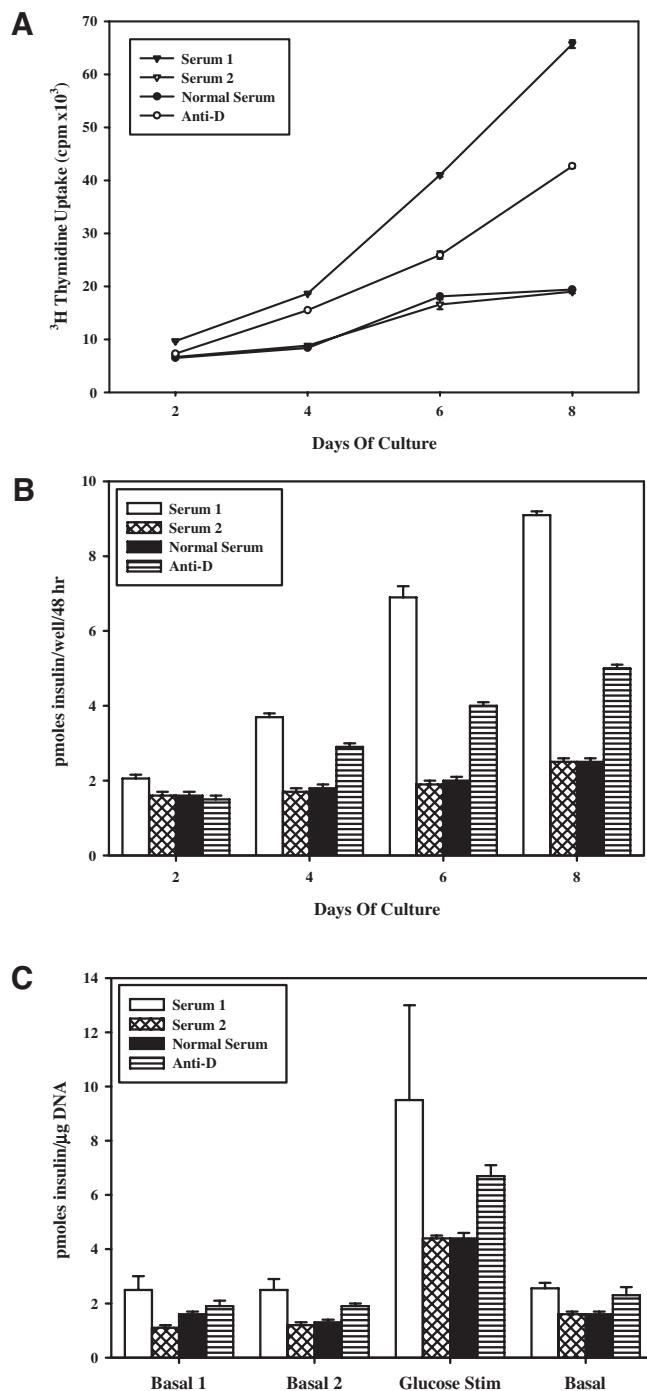 A
70
60
50
40
30
20
10
0
³H Thymidine Uptake (cpm x10³)
Serum 1
Serum 2
Normal Serum
Anti-D
2 4 6 8
Days Of Culture
B
10
8
6
4
2
0
pmoles insulin/well/48 hr
Serum 1
Serum 2
Normal Serum
Anti-D
2 4 6 8
Days Of Culture
C
14
12
10
8
6
4
2
0
pmoles insulin/μg DNA
Serum 1
Serum 2
Normal Serum
Anti-D
Basal 1 Basal 2 Glucose Stim Basal